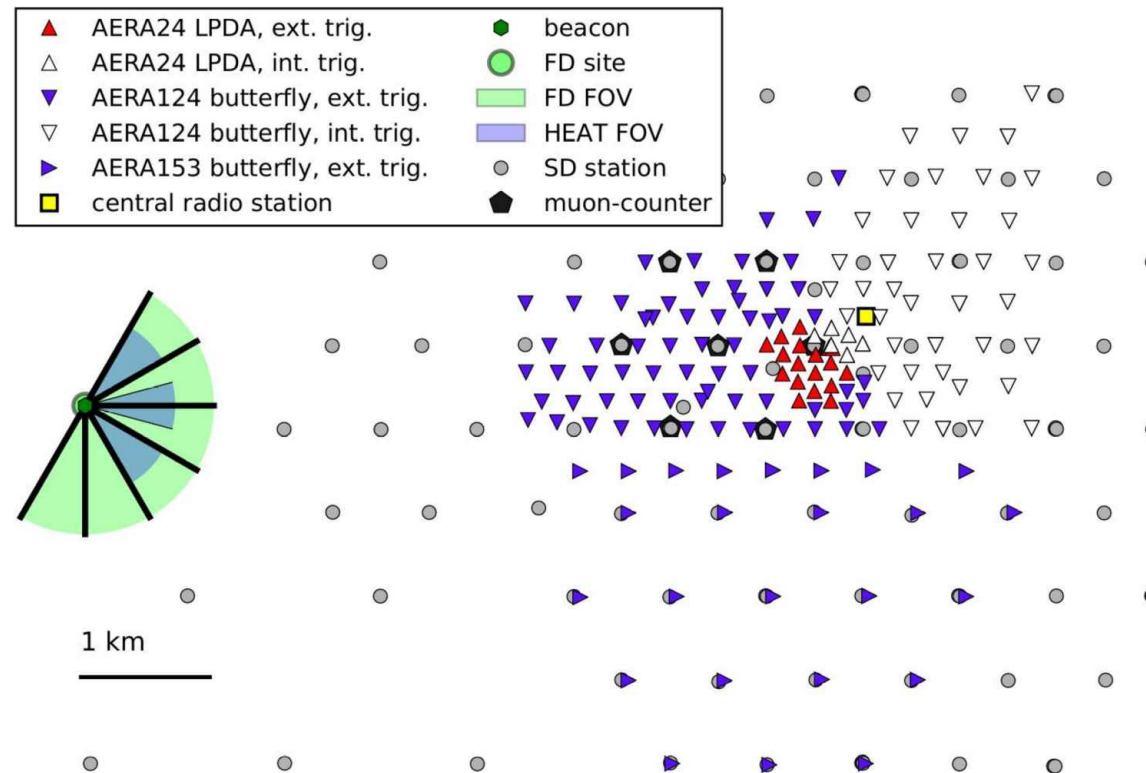 AERA24 LPDA, ext. trig.
AERA24 LPDA, int. trig.
AERA124 butterfly, ext. trig.
AERA124 butterfly, int. trig.
AERA153 butterfly, ext. trig.
central radio station
beacon
FD site
FD FOV
HEAT FOV
SD station
muon-counter
1 km